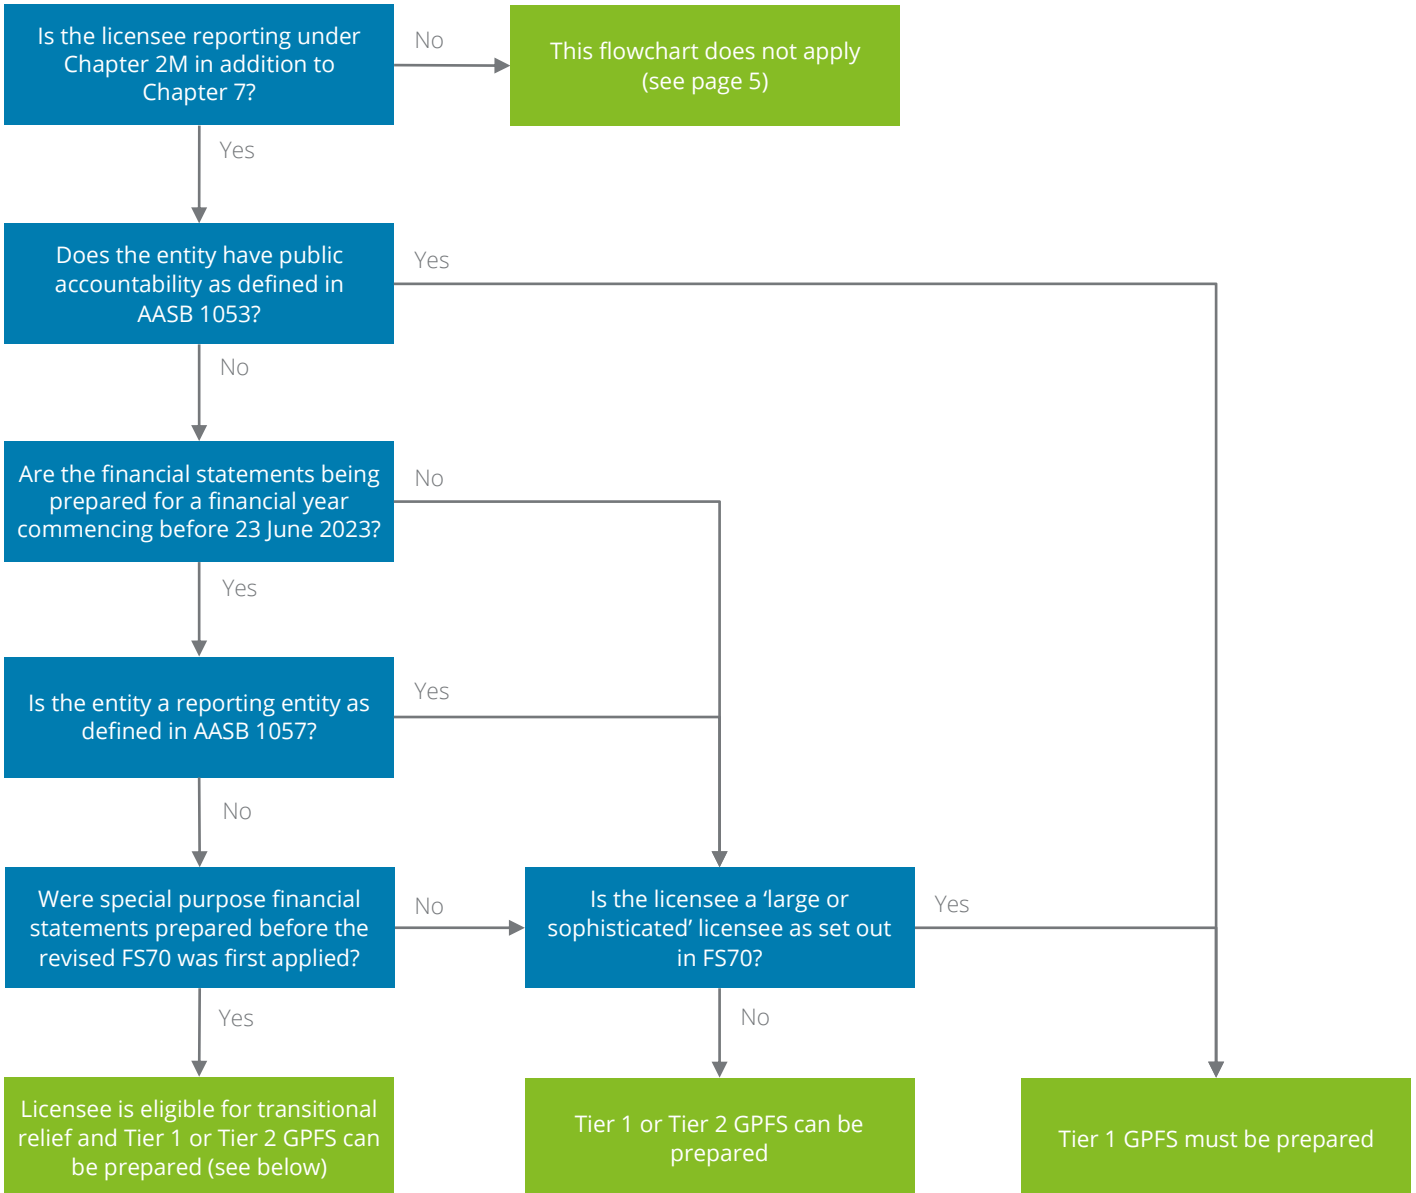 Is the licensee reporting under
Chapter 2M in addition to
Chapter 7?
No
This flowchart does not apply
(see page 5)
Yes
Does the entity have public
accountability as defined in
AASB 1053?
Yes
No
Are the financial statements being
prepared for a financial year
commencing before 23 June 2023?
No
Yes
Is the entity a reporting entity as
defined in AASB 1057?
Yes
No
Were special purpose financial
statements prepared before the
revised FS70 was first applied?
No
Is the licensee a ‘large or
sophisticated’ licensee as set out
in FS70?
Yes
Yes
No
Licensee is eligible for transitional
relief and Tier 1 or Tier 2 GPFS can
be prepared (see below)
Tier 1 or Tier 2 GPFS can be
prepared
Tier 1 GPFS must be prepared